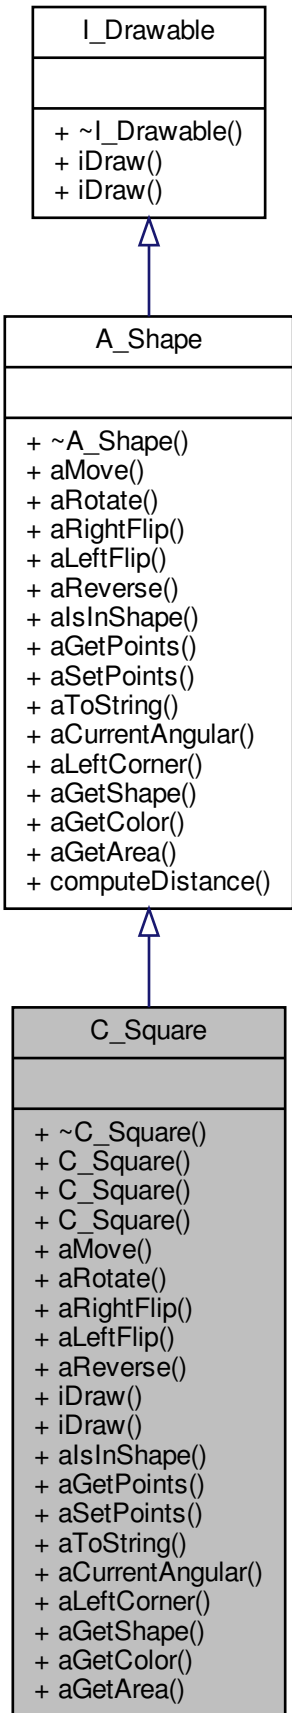 I_Drawable
+ ~I_Drawable()
+ iDraw()
+ iDraw()
A_Shape
+ ~A_Shape()
+ aMove()
+ aRotate()
+ aRightFlip()
+ aLeftFlip()
+ aReverse()
+ aIsInShape()
+ aGetPoints()
+ aSetPoints()
+ aToString()
+ aCurrentAngular()
+ aLeftCorner()
+ aGetShape()
+ aGetColor()
+ aGetArea()
+ computeDistance()
C_Square
+ ~C_Square()
+ C_Square()
+ C_Square()
+ C_Square()
+ aMove()
+ aRotate()
+ aRightFlip()
+ aLeftFlip()
+ aReverse()
+ iDraw()
+ iDraw()
+ aIsInShape()
+ aGetPoints()
+ aSetPoints()
+ aToString()
+ aCurrentAngular()
+ aLeftCorner()
+ aGetShape()
+ aGetColor()
+ aGetArea()